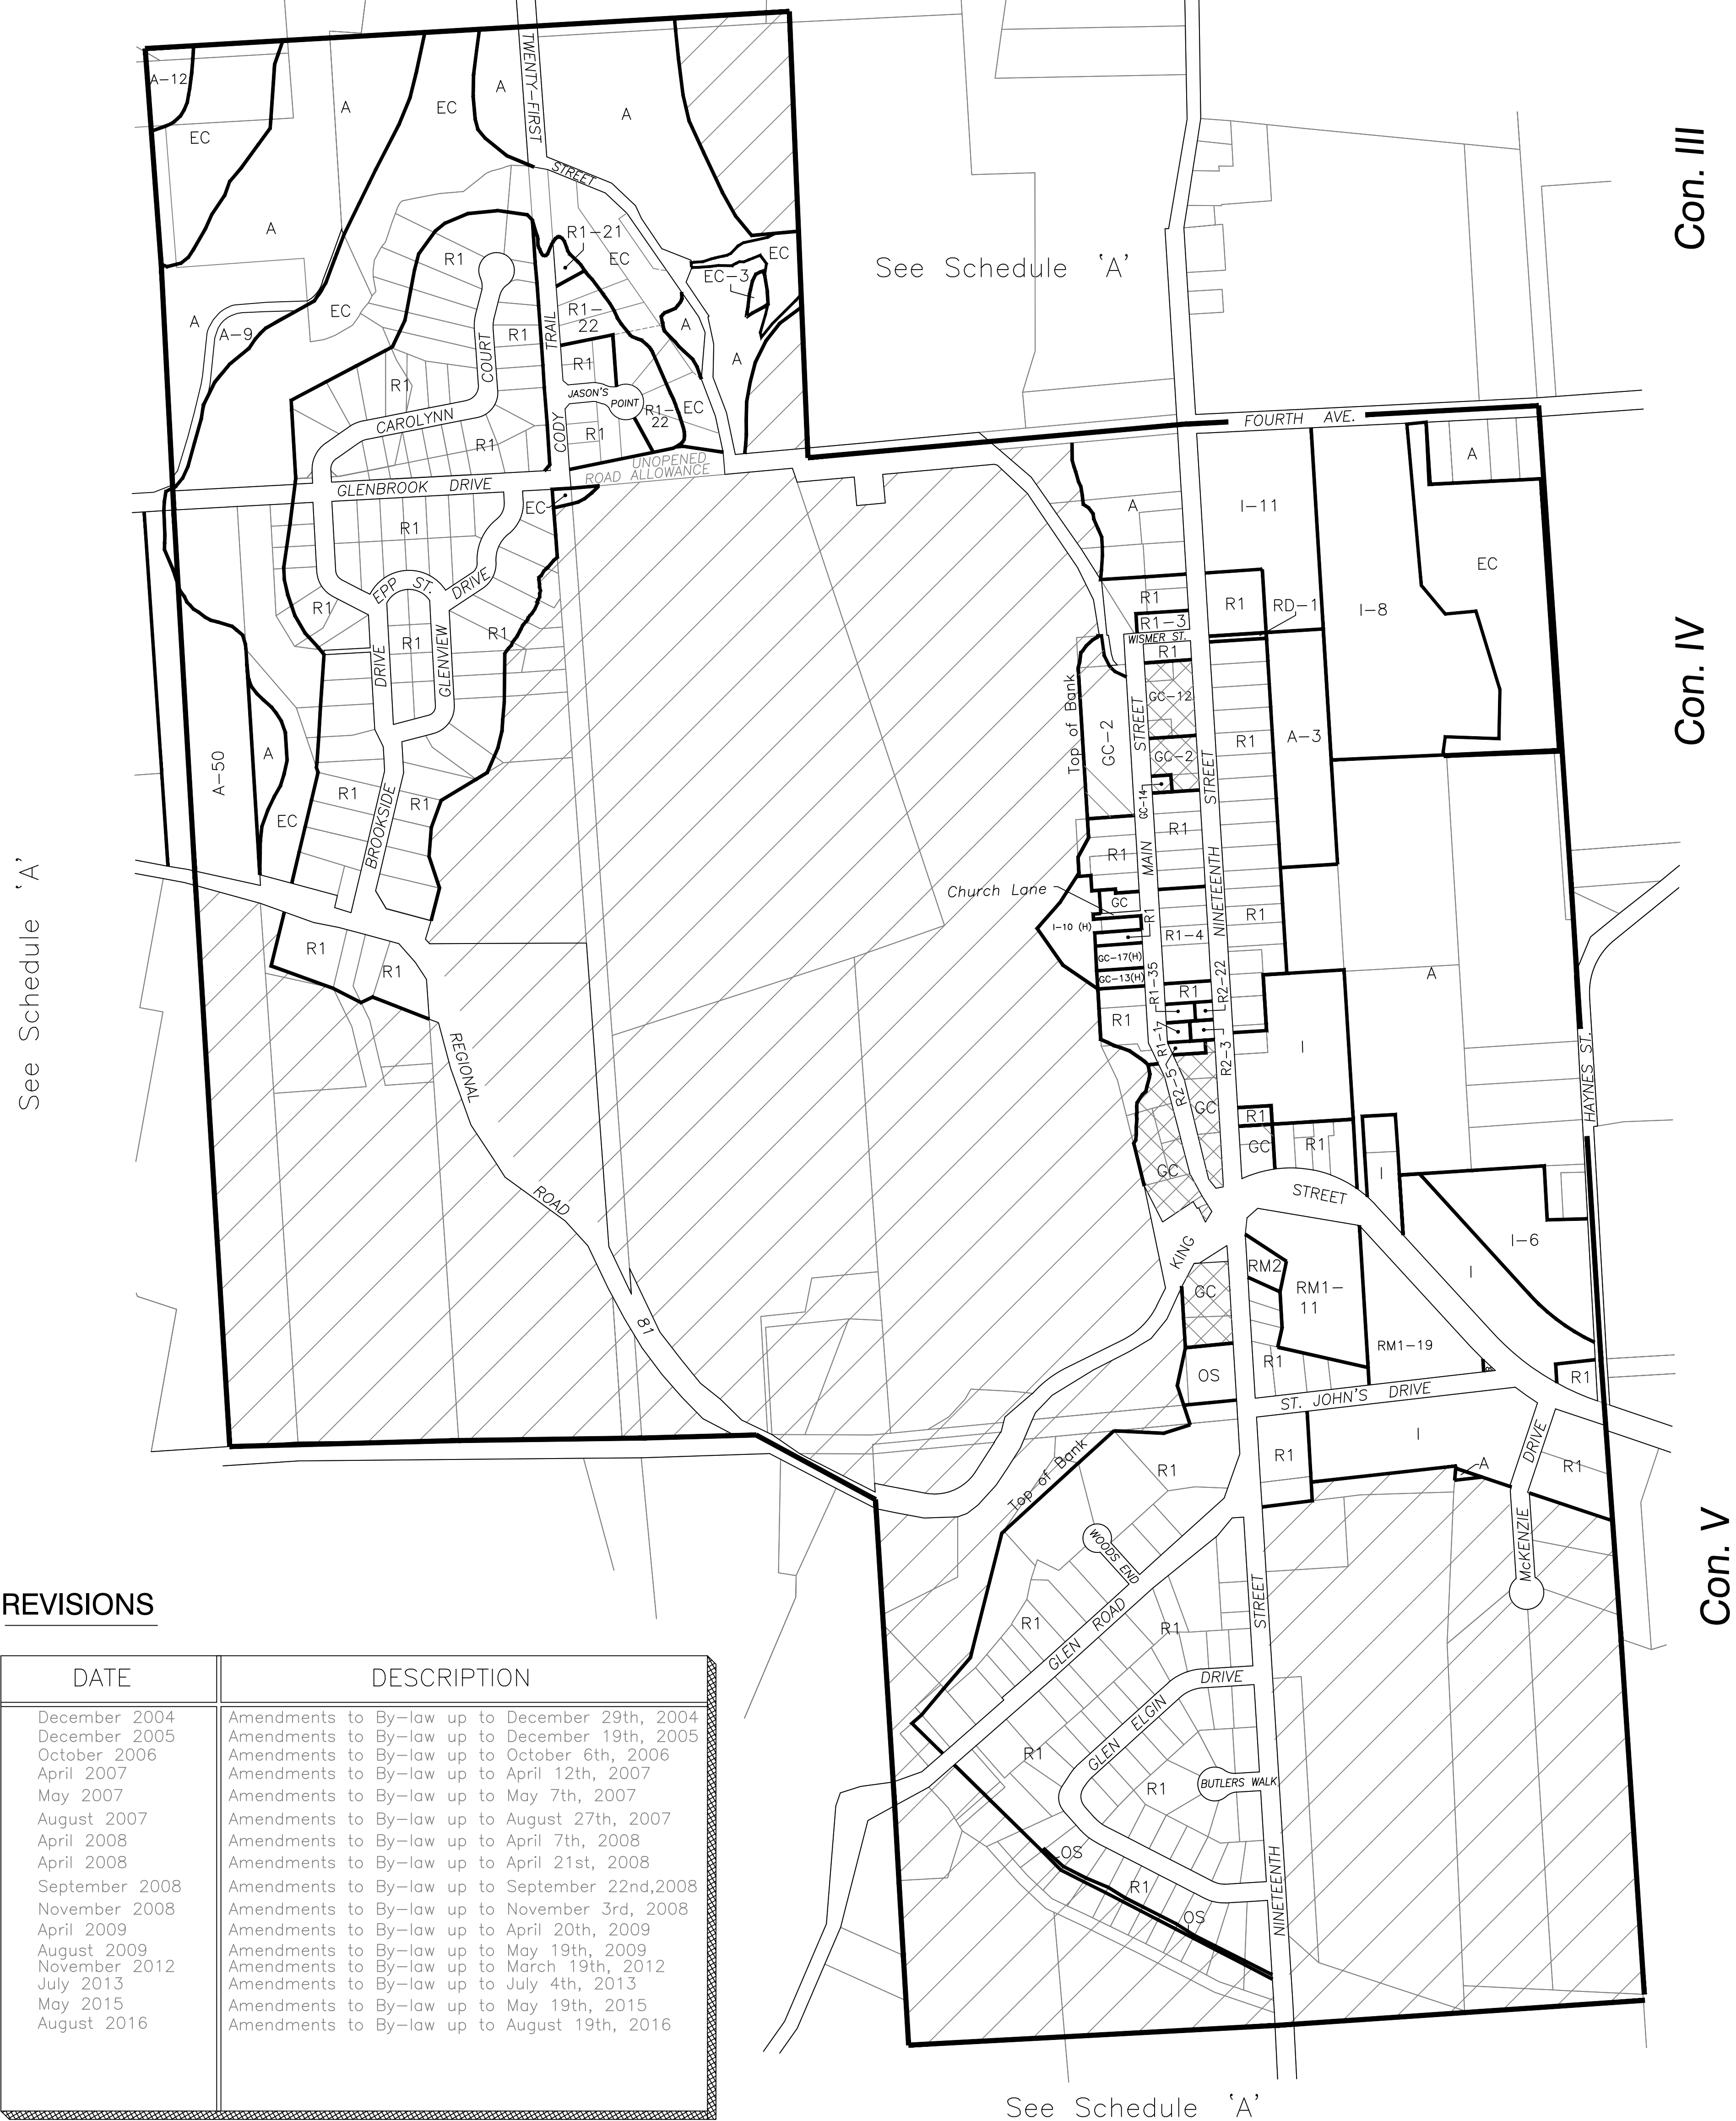 TWENTY-FIRST
STREET
A-12
EC
A
EC
A
A
A
R1-21
EC
EC
EC-3
R1
See Schedule 'A'
Con. III
A
A-9
EC
R1-
22
R1
COURT
TRAIL
A
A
R1
JASON'S
POINT
R1
R1-
22
EC
CAROLYNN
R1
CODY
R1
UNOPENED
ROAD ALLOWANCE
GLENBROOK DRIVE
EC
FOURTH AVE.
A
A
I-11
EC
R1
EPP ST.
DRIVE
R1
R1
R1
DRIVE
GLENVIEW
R1
R1-3
WISMER ST.
R1
R1
RD-1
I-8
Con. IV
Top of Bank
GC-2
STREET
GC-12
GC-2
GC-14
STREET
R1
A-3
A-50
A
EC
R1
R1
BROOKSIDE
R1
R1
MAIN
NINETEENTH
Church Lane
GC
R1
I-10 (H)
R1-4
R1
GC-17(H)
GC-13(H)
R1
R1-35
R1
R2-22
R1-17
R2-5
R2-3
A
I
See Schedule 'A'
R1
R1
REGIONAL
ROAD
81
HAYNES ST.
GC
GC
R1
GC
R1
I
STREET
KING
I-6
I
RM2
RM1-
11
GC
RM1-19
OS
R1
R1
ST. JOHN'S DRIVE
R1
I
A
DRIVE
R1
McKENZIE
Top of Bank
R1
WOODS END
GLEN ROAD
R1
R1
STREET
Con. V
DRIVE
GLEN ELGIN
R1
R1
BUTLERS WALK
OS
R1
OS
NINETEENTH
See Schedule 'A'
REVISIONS
DATE DESCRIPTION
December 2004 Amendments to By-law up to December 29th, 2004
December 2005 Amendments to By-law up to December 19th, 2005
October 2006 Amendments to By-law up to October 6th, 2006
April 2007 Amendments to By-law up to April 12th, 2007
May 2007 Amendments to By-law up to May 7th, 2007
August 2007 Amendments to By-law up to August 27th, 2007
April 2008 Amendments to By-law up to April 7th, 2008
April 2008 Amendments to By-law up to April 21st, 2008
September 2008 Amendments to By-law up to September 22nd,2008
November 2008 Amendments to By-law up to November 3rd, 2008
April 2009 Amendments to By-law up to April 20th, 2009
August 2009 Amendments to By-law up to May 19th, 2009
November 2012 Amendments to By-law up to March 19th, 2012
July 2013 Amendments to By-law up to July 4th, 2013
May 2015 Amendments to By-law up to May 19th, 2015
August 2016 Amendments to By-law up to August 19th, 2016